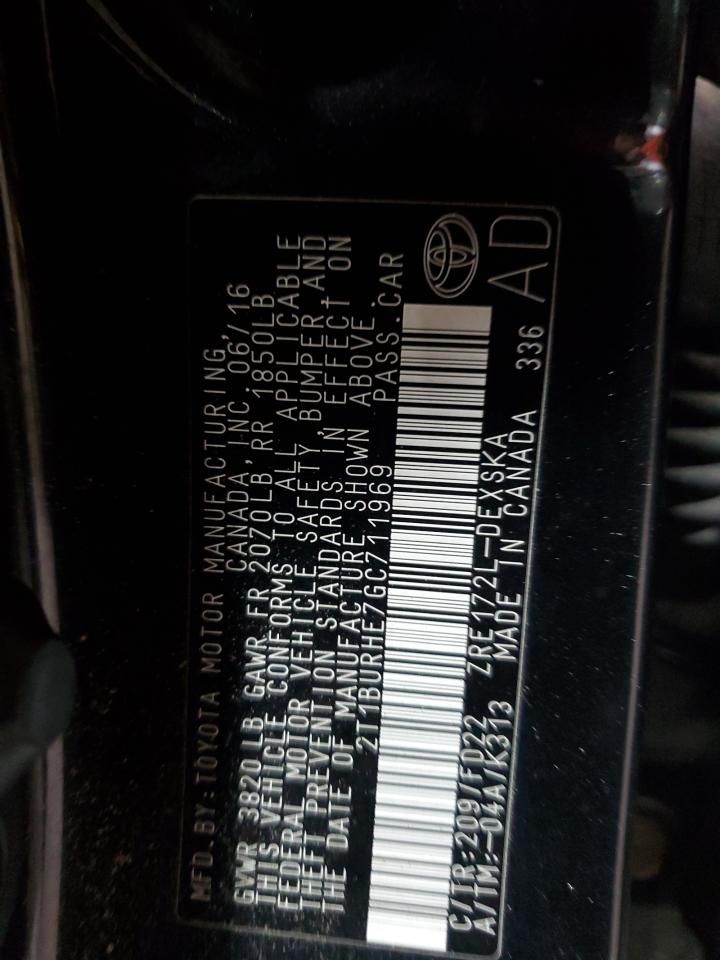 MFD. BY: TOYOTA MOTOR MANUFACTURING,
CANADA, INC. 06/16
GVWR 3820LB GAWR FR 2070LB, RR 1850LB
THIS VEHICLE CONFORMS TO ALL APPLICABLE
FEDERAL MOTOR VEHICLE SAFETY, BUMPER, AND
THEFT PREVENTION STANDARDS IN EFFECT ON
THE DATE OF MANUFACTURE SHOWN ABOVE.
2T1BURHE7GC711969 PASS.CAR
C/TR:209/FD22 ZRE172L-DEXSKA
A/TM:-04A/K313 MADE IN CANADA 336 AD